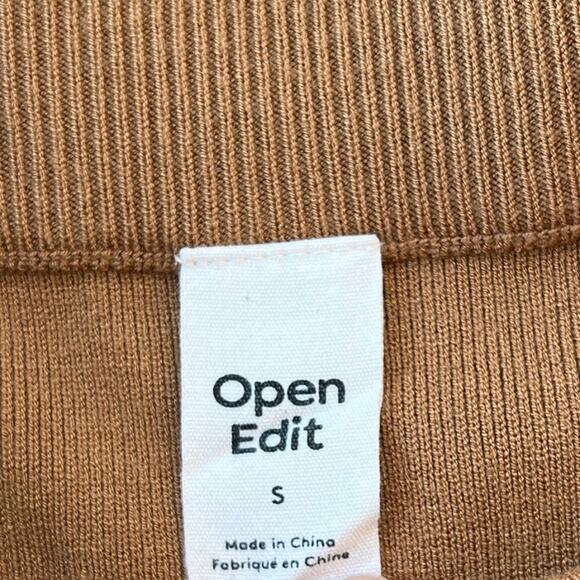 Open
Edit
S
Made in China
Fabriqué en Chine